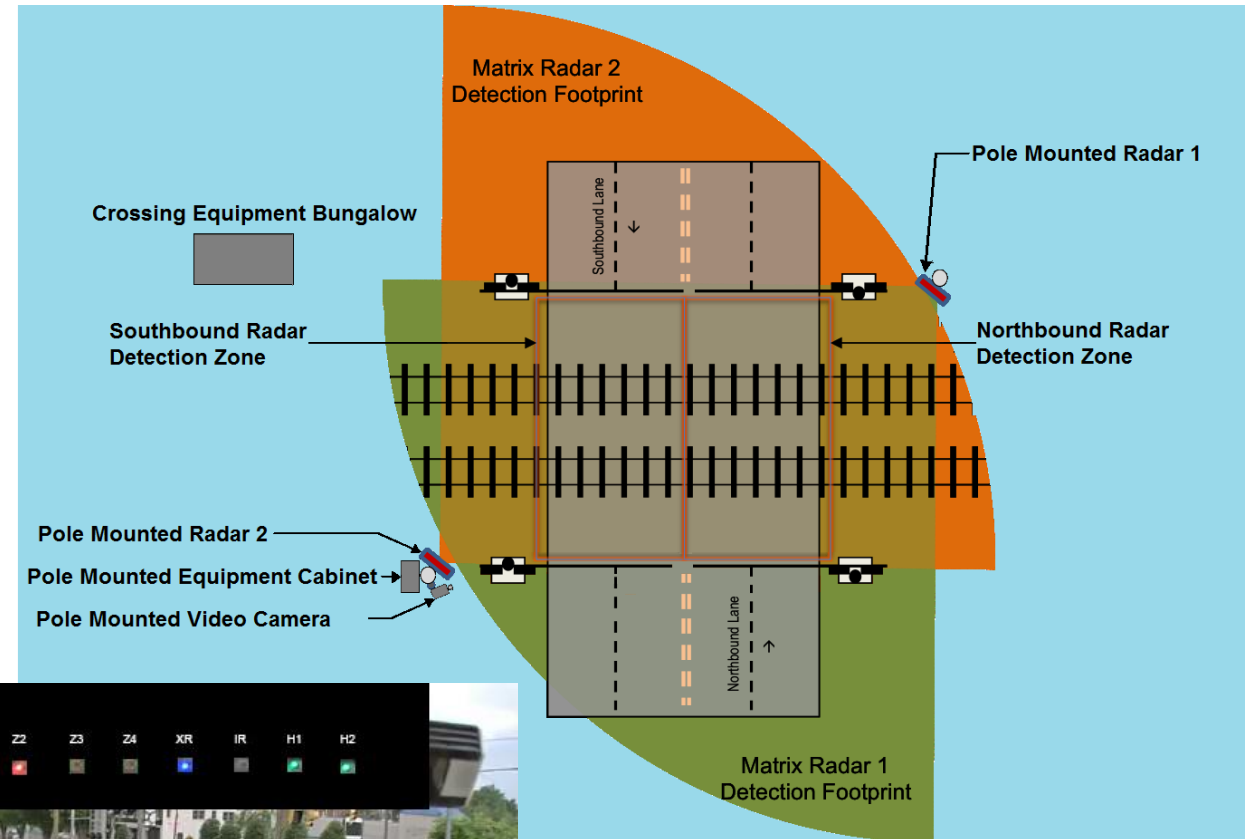 Matrix Radar 2
Detection Footprint
Pole Mounted Radar 1
Crossing Equipment Bungalow
Southbound Lane
Southbound Radar
Detection Zone
Northbound Radar
Detection Zone
Pole Mounted Radar 2
Pole Mounted Equipment Cabinet
Pole Mounted Video Camera
Northbound Lane
Z2 Z3 Z4 XR IR H1 H2
Matrix Radar 1
Detection Footprint